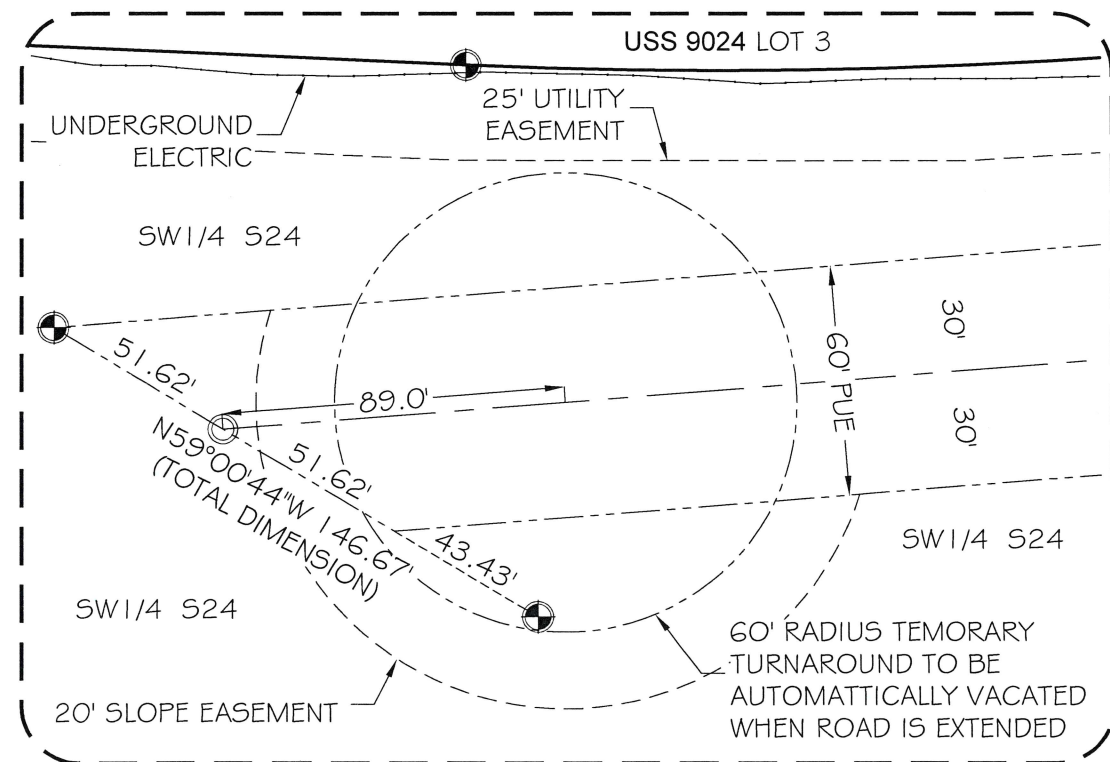 USS 9024 LOT 3
25' UTILITY
EASEMENT
UNDERGROUND
ELECTRIC
SW1/4 S24
51.62'
89.0'
60' PUE
30'
30'
51.62'
N59°00'44"W 146.67'
(TOTAL DIMENSION)
43.43'
SW1/4 S24
SW1/4 S24
60' RADIUS TEMORARY
TURNAROUND TO BE
AUTOMATTICALLY VACATED
WHEN ROAD IS EXTENDED
20' SLOPE EASEMENT